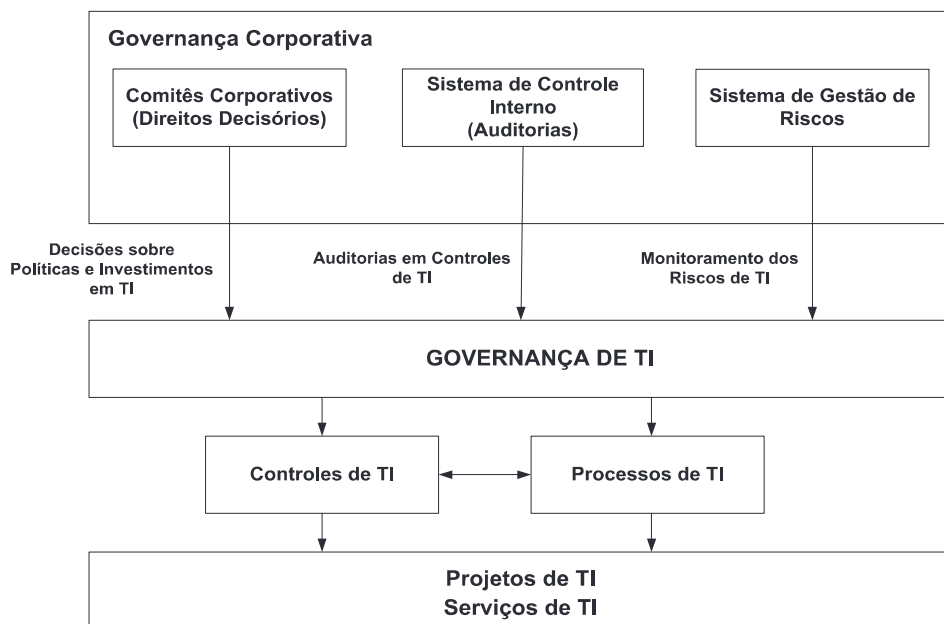 Governança Corporativa
Comitês Corporativos
(Direitos Decisórios)
Sistema de Controle
Interno
(Auditorias)
Sistema de Gestão de
Riscos
Decisões sobre
Políticas e Investimentos
em TI
Auditorias em Controles
de TI
Monitoramento dos
Riscos de TI
GOVERNANÇA DE TI
Controles de TI
Processos de TI
Projetos de TI
Serviços de TI